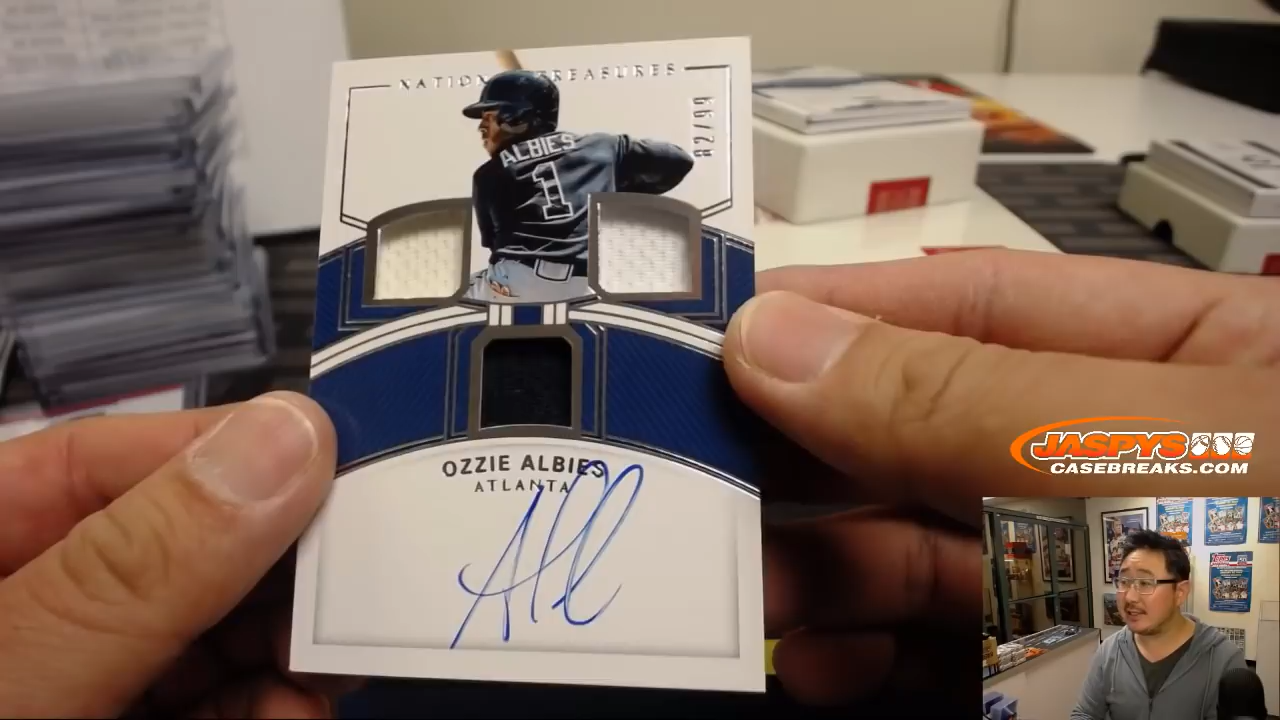 NATIONAL TREASURES
82/99
ALBIES
1
OZZIE ALBIES
ATLANTA
JASPYS
CASEBREAKS.COM